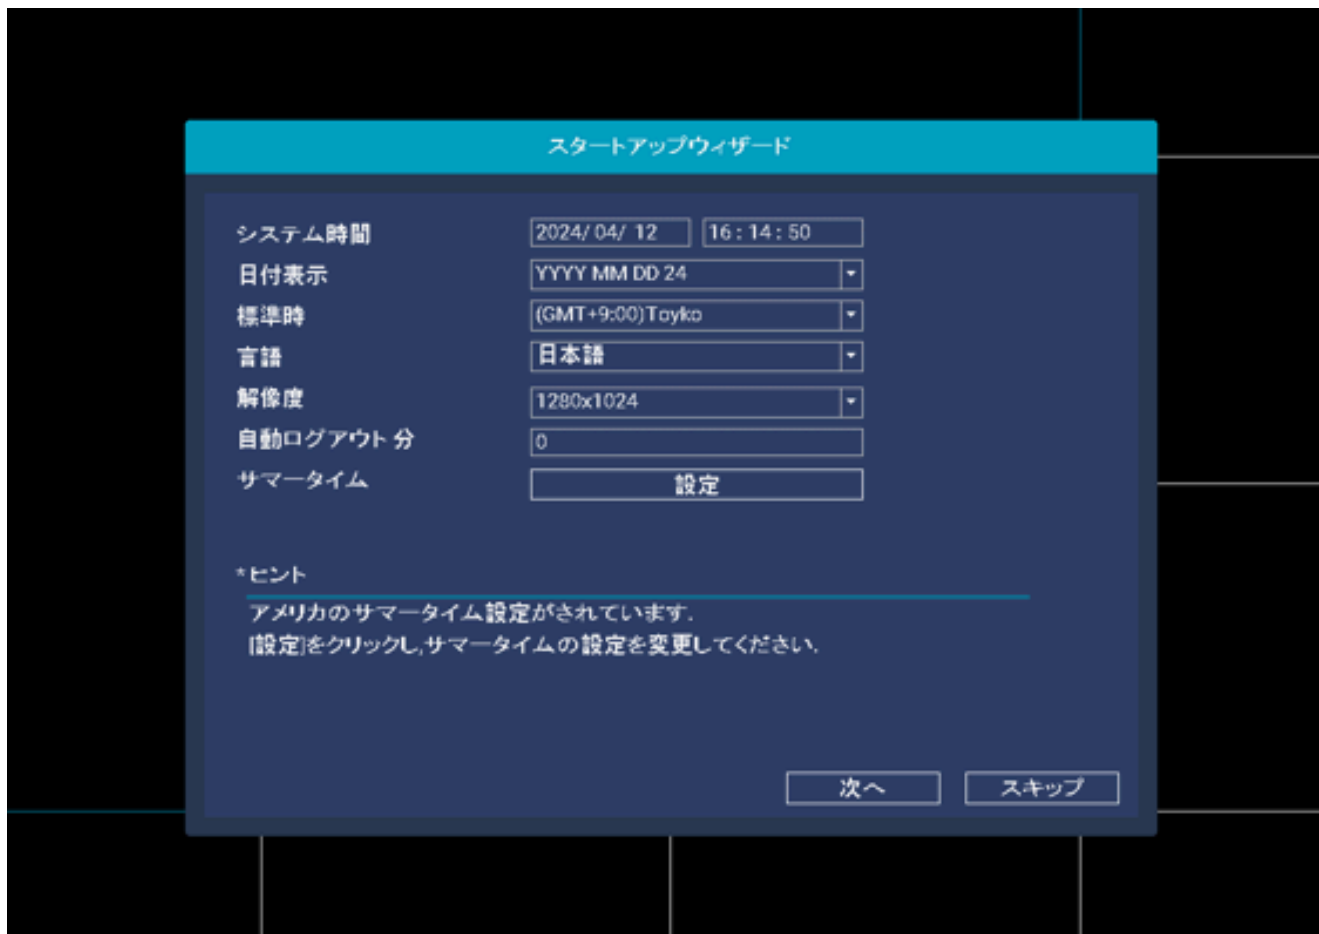 スタートアップウィザード
システム時間 2024/ 04/ 12 16 : 14 : 50
日付表示 YYYY MM DD 24
標準時 (GMT+9:00)Toyko
言語 日本語
解像度 1280x1024
自動ログアウト 分 0
サマータイム 設定
*ヒント
アメリカのサマータイム設定がされています.
[設定]をクリックし,サマータイムの設定を変更してください.
次へ スキップ